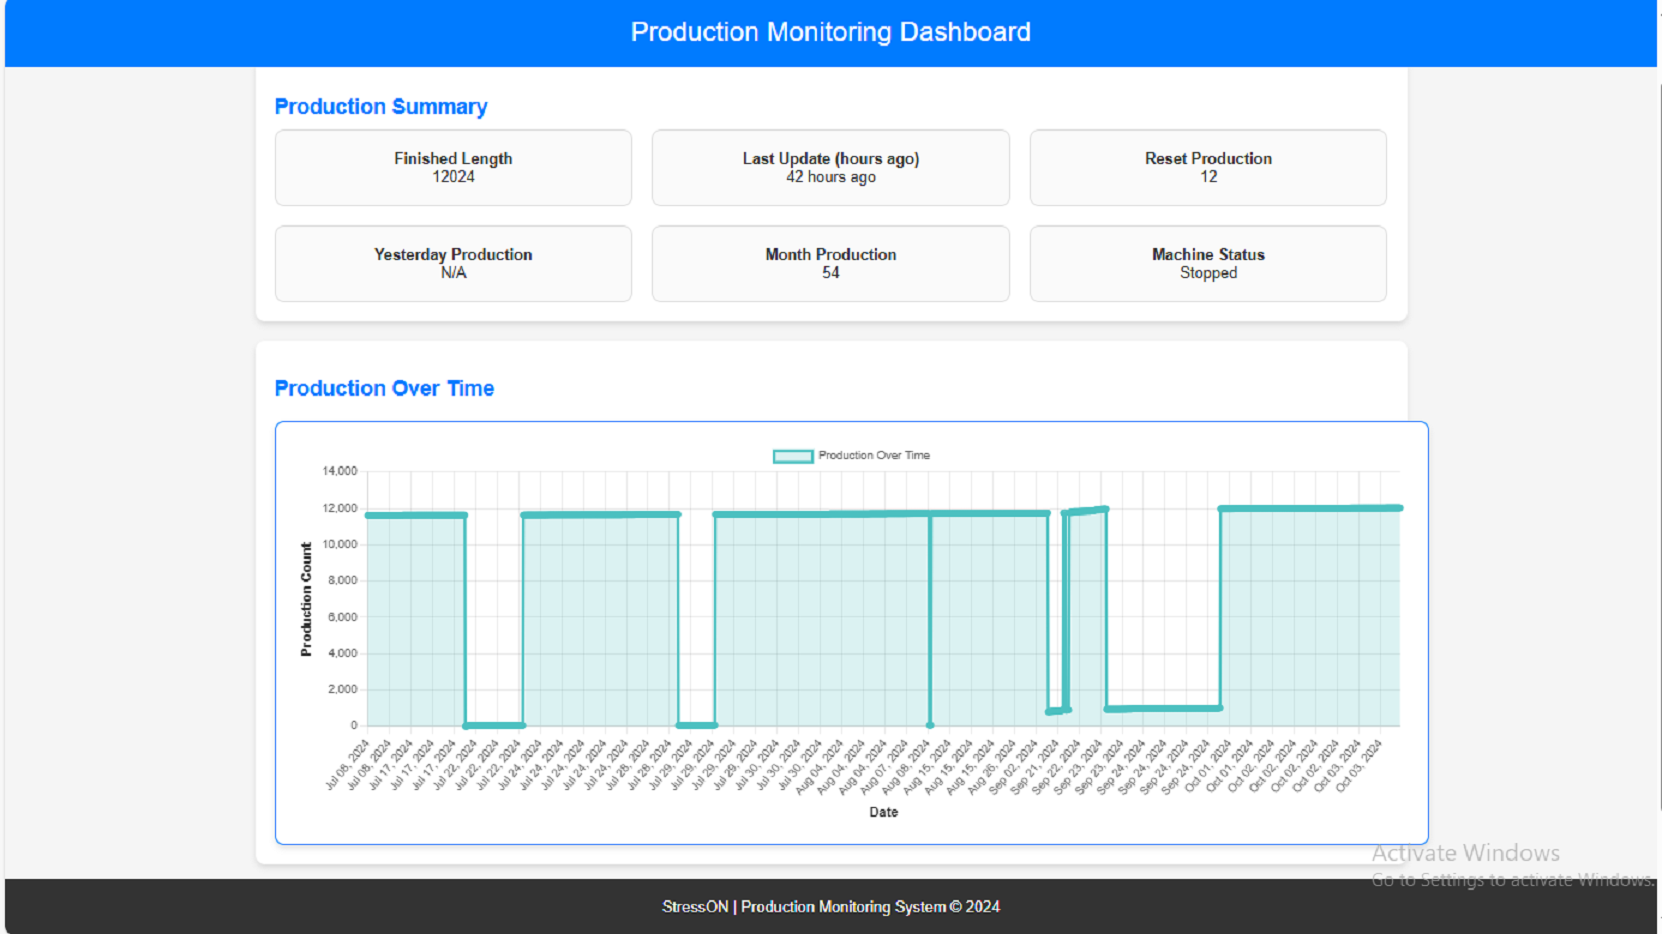 Production Monitoring Dashboard
Production Summary
Finished Length
12024
Last Update (hours ago)
42 hours ago
Reset Production
12
Yesterday Production
N/A
Month Production
54
Machine Status
Stopped
Production Over Time
Production Over Time
14,000
12,000
10,000
8,000
6,000
4,000
2,000
0
Production Count
Jul 08, 2024
Jul 17, 2024
Jul 17, 2024
Jul 17, 2024
Jul 22, 2024
Jul 22, 2024
Jul 22, 2024
Jul 24, 2024
Jul 24, 2024
Jul 24, 2024
Jul 24, 2024
Jul 24, 2024
Jul 28, 2024
Jul 28, 2024
Jul 29, 2024
Jul 29, 2024
Jul 29, 2024
Jul 29, 2024
Jul 30, 2024
Jul 30, 2024
Jul 30, 2024
Aug 04, 2024
Aug 04, 2024
Aug 04, 2024
Aug 07, 2024
Aug 08, 2024
Aug 15, 2024
Aug 15, 2024
Aug 15, 2024
Aug 26, 2024
Sep 02, 2024
Sep 21, 2024
Sep 22, 2024
Sep 23, 2024
Sep 23, 2024
Sep 24, 2024
Sep 24, 2024
Sep 24, 2024
Sep 24, 2024
Oct 01, 2024
Oct 01, 2024
Oct 02, 2024
Oct 02, 2024
Oct 02, 2024
Oct 02, 2024
Oct 03, 2024
Oct 03, 2024
Date
Activate Windows
Go to Settings to activate Windows.
StressON | Production Monitoring System © 2024